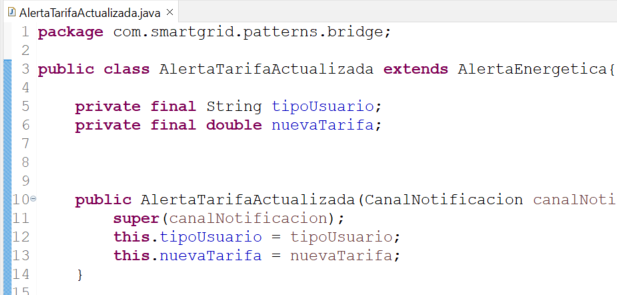 AlertaTarifaActualizada.java ×
1 package com.smartgrid.patterns.bridge;
2
3 public class AlertaTarifaActualizada extends AlertaEnergetica{
4
5 private final String tipoUsuario;
6 private final double nuevaTarifa;
7
8
9
10 public AlertaTarifaActualizada(CanalNotificacion canalNoti
11 super(canalNotificacion);
12 this.tipoUsuario = tipoUsuario;
13 this.nuevaTarifa = nuevaTarifa;
14 }
15